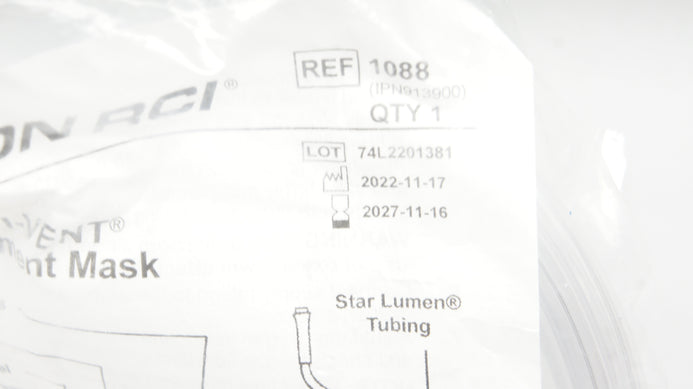 REF 1088
(IPN913900)
QTY 1
ON RCI®
LOT 74L2201381
2022-11-17
2027-11-16
-VENT®
ent Mask
Star Lumen®
Tubing